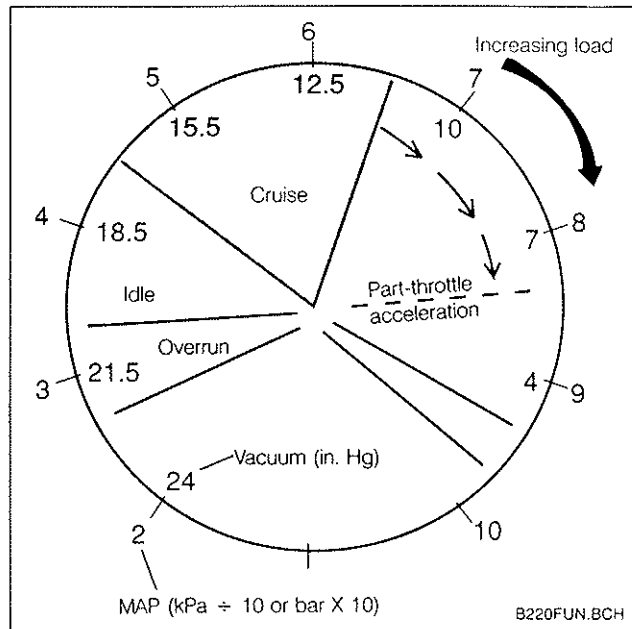 6
Increasing load
5
12.5
7
15.5
10
Cruise
4
18.5
7
8
Idle
Part-throttle
acceleration
Overrun
3
21.5
4
9
Vacuum (in. Hg)
24
2
10
MAP (kPa ÷ 10 or bar X 10)
B220FUN.BCH